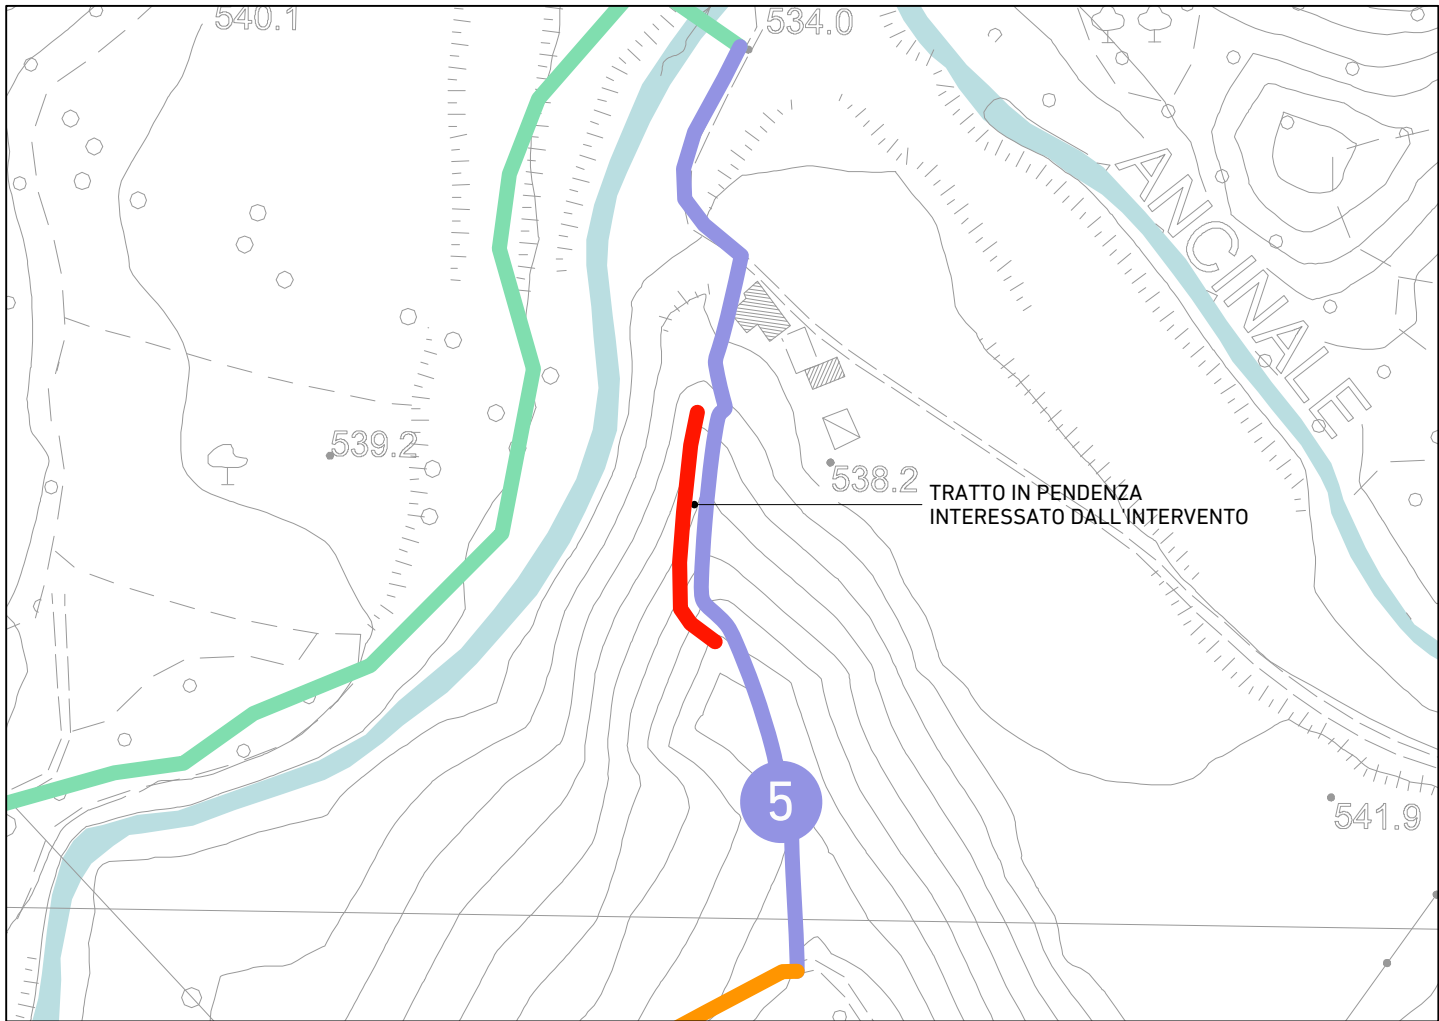 540.1
534.0
ANCINALE
539.2
538.2
TRATTO IN PENDENZA
INTERESSATO DALL'INTERVENTO
5
541.9